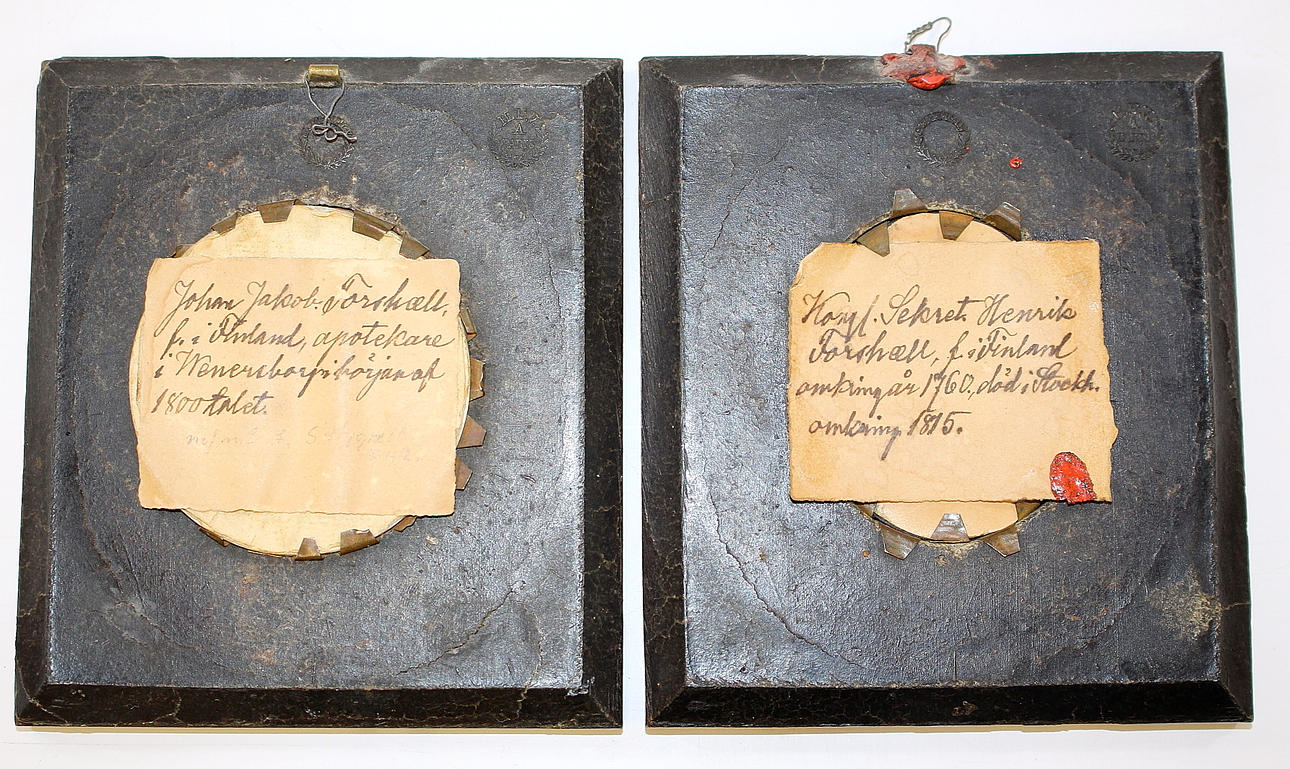 Johan Jakob Forshæll,
f. i Finland, apotekare
i Wenersborg i början af
1800 talet.
Kongl. Sekret. Henrik
Forshæll, f. i Finland
omkring år 1760, död i Stockh.
omkring 1815.